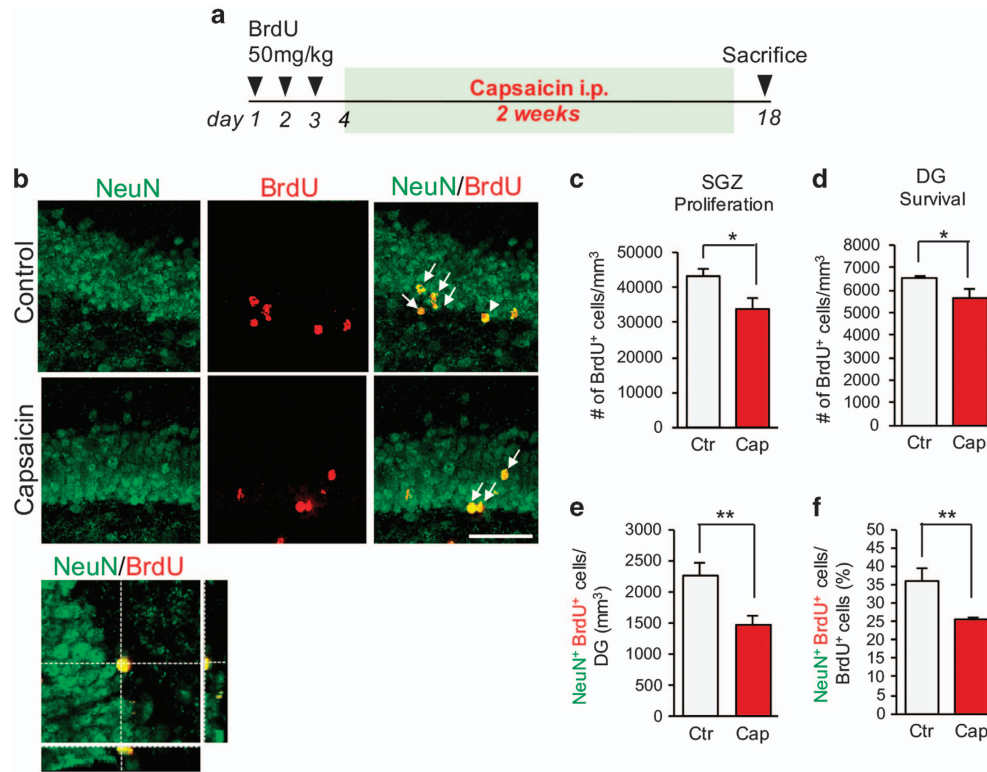 a
BrdU
50mg/kg
Sacrifice
Capsaicin i.p.
2 weeks
day 1 2 3 4 18
b
NeuN BrdU NeuN/BrdU
Control
Capsaicin
NeuN/BrdU
c
SGZ
Proliferation
*
# of BrdU⁺ cells/mm³
50000
40000
30000
20000
10000
0
Ctr Cap
d
DG
Survival
*
# of BrdU⁺ cells/mm³
8000
7000
6000
5000
4000
3000
2000
1000
0
Ctr Cap
e
**
NeuN⁺ BrdU⁺ cells/
DG (mm³)
3000
2500
2000
1500
1000
500
0
Ctr Cap
f
**
NeuN⁺ BrdU⁺ cells/
BrdU⁺ cells (%)
50
45
40
35
30
25
20
15
10
5
0
Ctr Cap